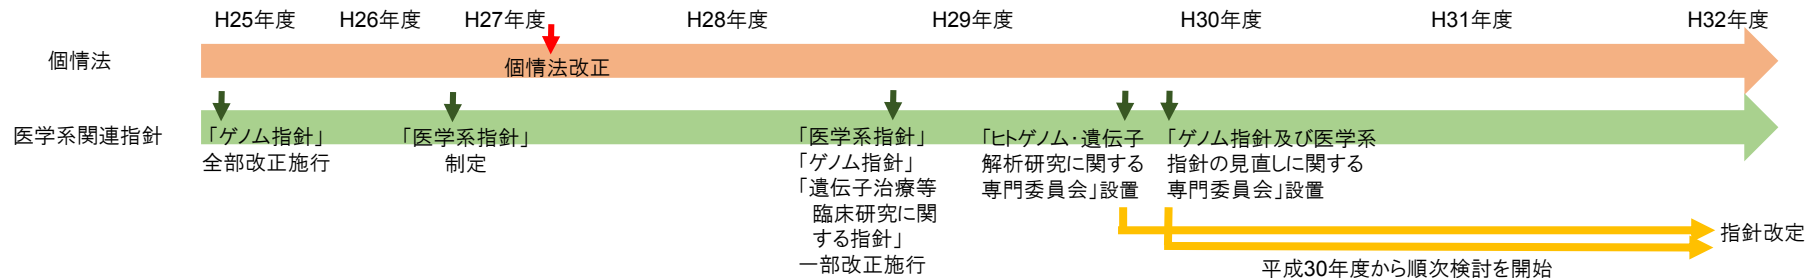 H25年度 H26年度 H27年度 H28年度 H29年度 H30年度 H31年度 H32年度
個情法
個情法改正
医学系関連指針
「ゲノム指針」
全部改正施行
「医学系指針」
制定
「医学系指針」
「ゲノム指針」
「遺伝子治療等
臨床研究に関
する指針」
一部改正施行
「ヒトゲノム・遺伝子
解析研究に関する
専門委員会」設置
「ゲノム指針及び医学系
指針の見直しに関する
専門委員会」設置
指針改定
平成30年度から順次検討を開始